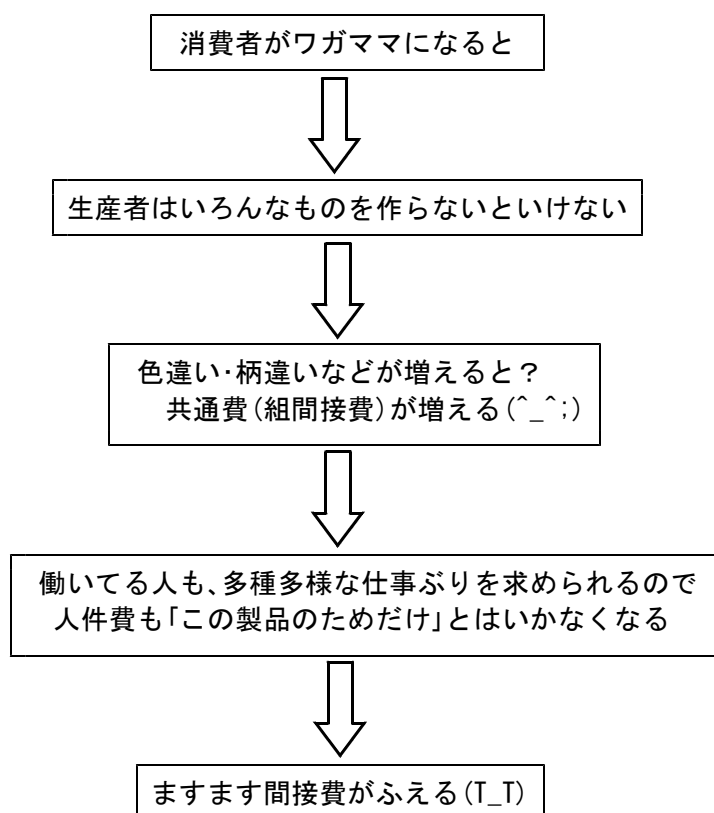 消費者がワガママになると
生産者はいろんなものを作らないといけない
色違い・柄違いなどが増えると？
共通費(組間接費)が増える(^_^;)
働いてる人も、多種多様な仕事ぶりを求められるので
人件費も｢この製品のためだけ｣とはいかなくなる
ますます間接費がふえる(T_T)